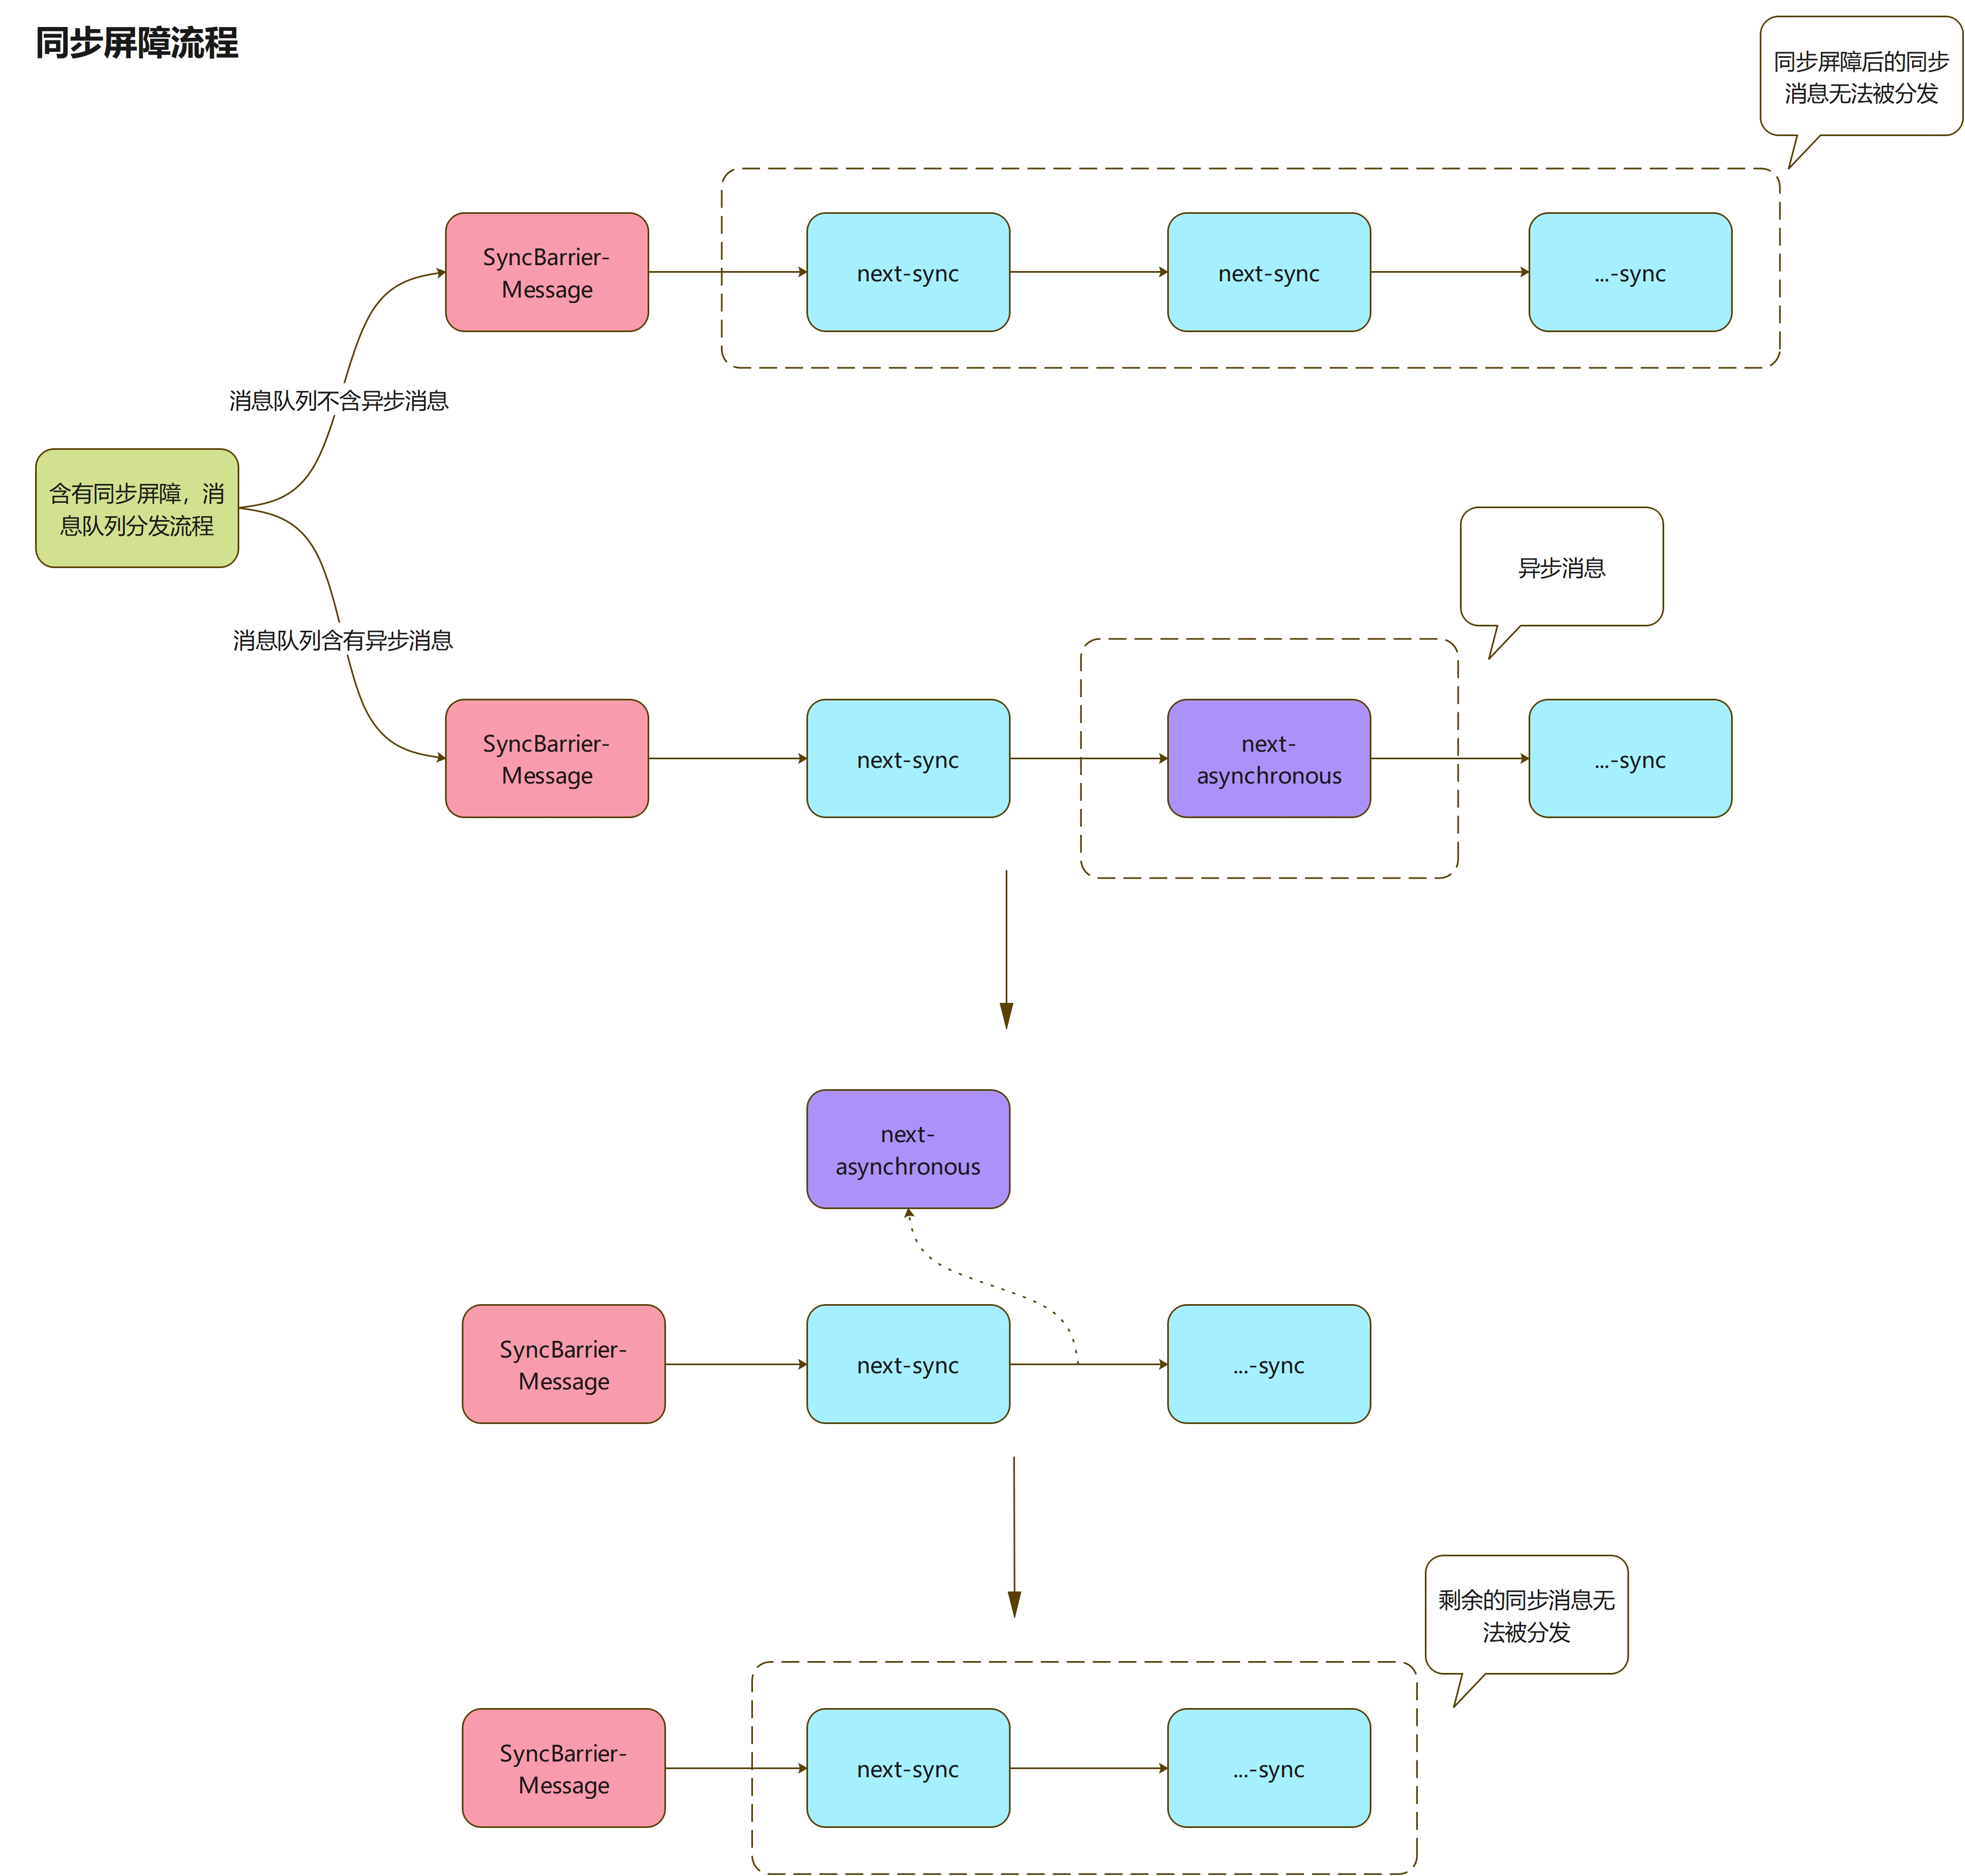 同步屏障流程
同步屏障后的同步
消息无法被分发
SyncBarrier-
Message
next-sync
next-sync
...-sync
消息队列不含异步消息
含有同步屏障，消
息队列分发流程
异步消息
消息队列含有异步消息
SyncBarrier-
Message
next-sync
next-
asynchronous
...-sync
next-
asynchronous
SyncBarrier-
Message
next-sync
...-sync
剩余的同步消息无
法被分发
SyncBarrier-
Message
next-sync
...-sync